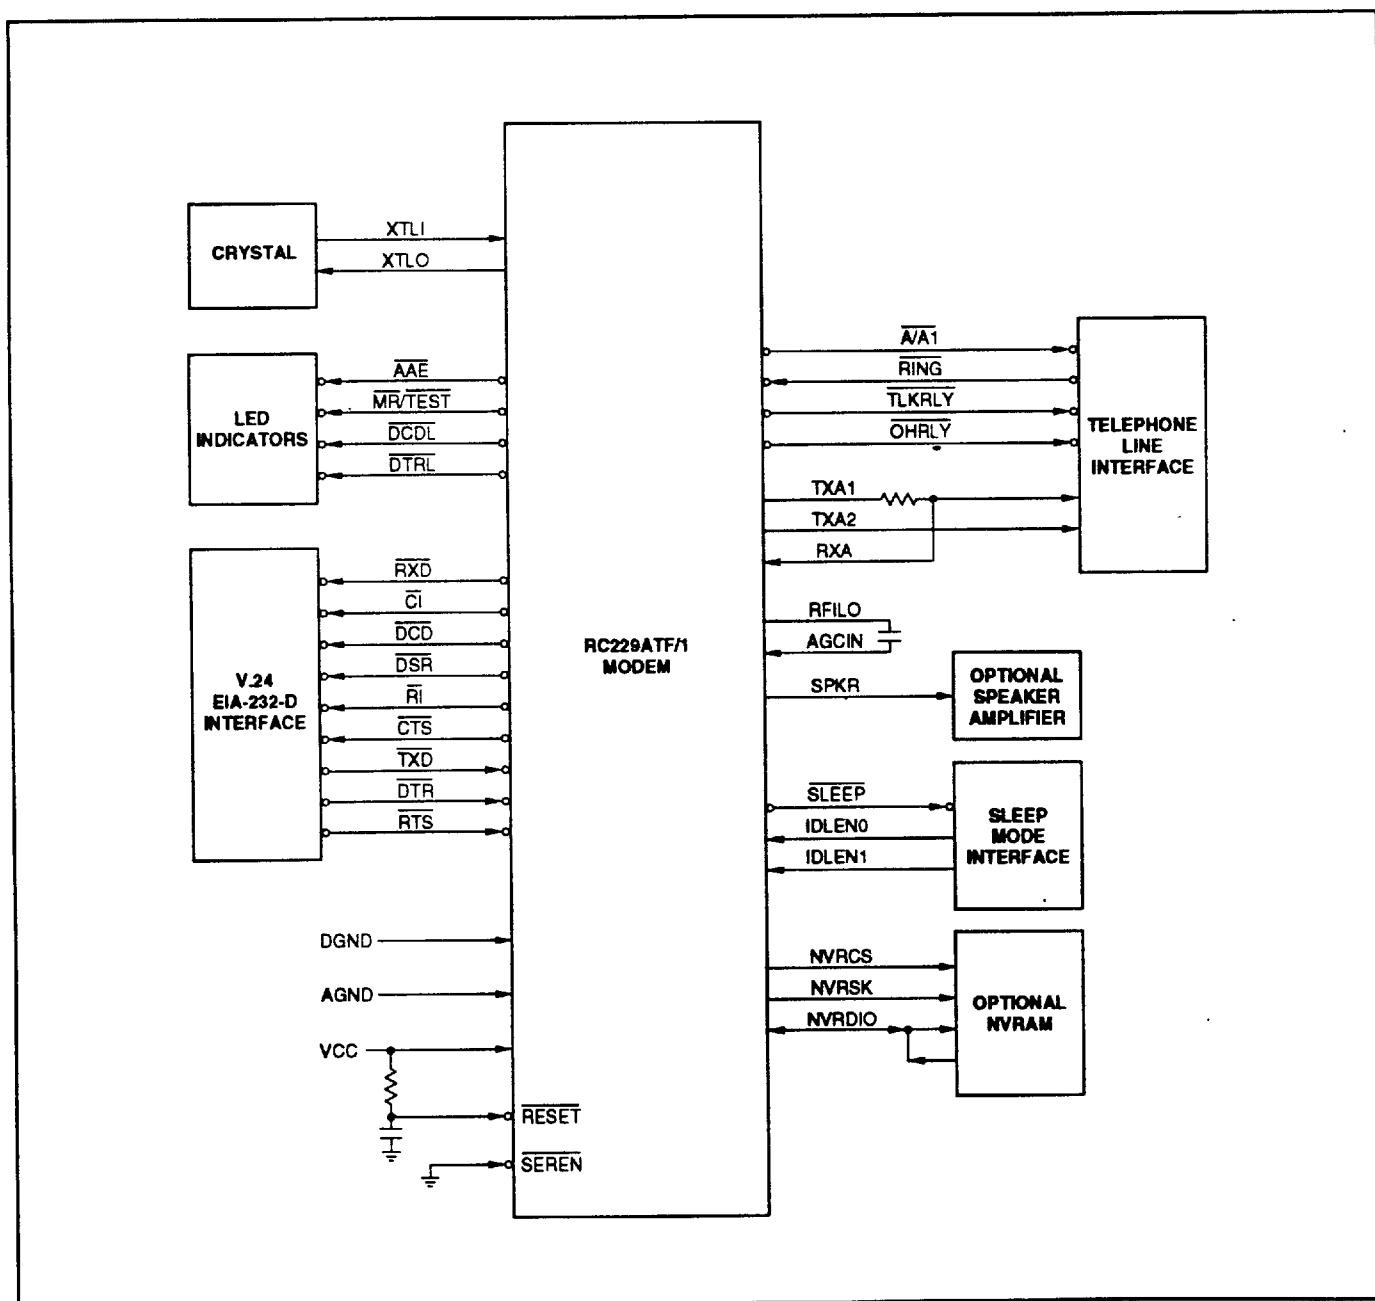 CRYSTAL
XTLI
XTLO
LED
INDICATORS
AAE
MR/TEST
DCDL
DTRL
V.24
EIA-232-D
INTERFACE
RXD
CI
DCD
DSR
RI
CTS
TXD
DTR
RTS
DGND
AGND
VCC
RESET
SEREN
RC229ATF/1
MODEM
A/A1
RING
TLKRLY
OHRLY
TXA1
TXA2
RXA
TELEPHONE
LINE
INTERFACE
RFILO
AGCIN
SPKR
OPTIONAL
SPEAKER
AMPLIFIER
SLEEP
IDLEN0
IDLEN1
SLEEP
MODE
INTERFACE
NVRCS
NVRSK
NVRDIO
OPTIONAL
NVRAM